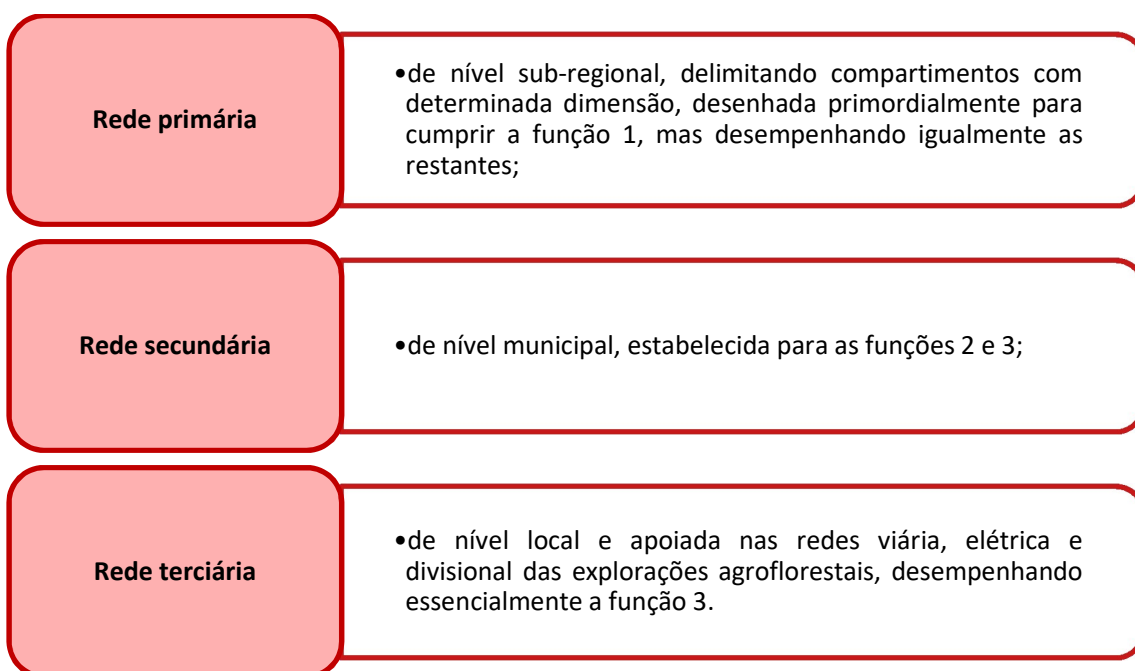 Rede primária
•de nível sub-regional, delimitando compartimentos com
determinada dimensão, desenhada primordialmente para
cumprir a função 1, mas desempenhando igualmente as
restantes;
Rede secundária
•de nível municipal, estabelecida para as funções 2 e 3;
Rede terciária
•de nível local e apoiada nas redes viária, elétrica e
divisional das explorações agroflorestais, desempenhando
essencialmente a função 3.